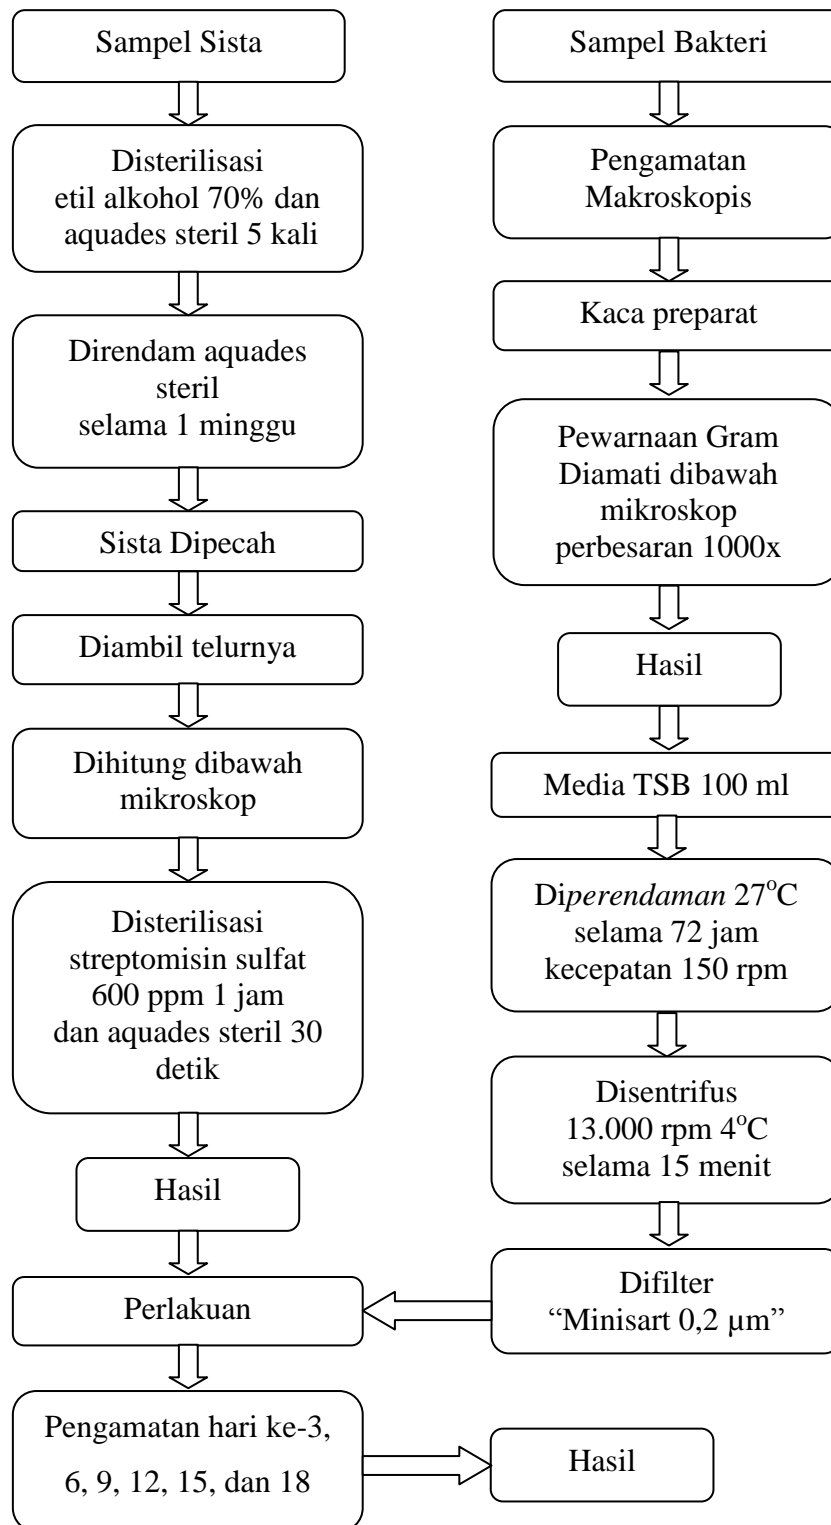 Sampel Sista
Disterilisasi
etil alkohol 70% dan
aquades steril 5 kali
Direndam aquades
steril
selama 1 minggu
Sista Dipecah
Diambil telurnya
Dihitung dibawah
mikroskop
Disterilisasi
streptomisin sulfat
600 ppm 1 jam
dan aquades steril 30
detik
Hasil
Perlakuan
Pengamatan hari ke-3,
6, 9, 12, 15, dan 18
Sampel Bakteri
Pengamatan
Makroskopis
Kaca preparat
Pewarnaan Gram
Diamati dibawah
mikroskop
perbesaran 1000x
Hasil
Media TSB 100 ml
Diperendaman 27°C
selama 72 jam
kecepatan 150 rpm
Disentrifus
13.000 rpm 4°C
selama 15 menit
Difilter
“Minisart 0,2 µm”
Hasil